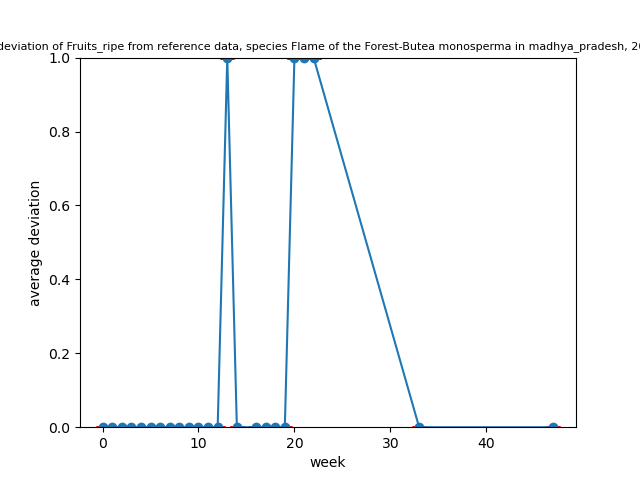 deviation of Fruits_ripe from reference data, species Flame of the Forest-Butea monosperma in madhya_pradesh,
1.0
0.8
0.6
0.4
0.2
0.0
average deviation
0 10 20 30 40
week